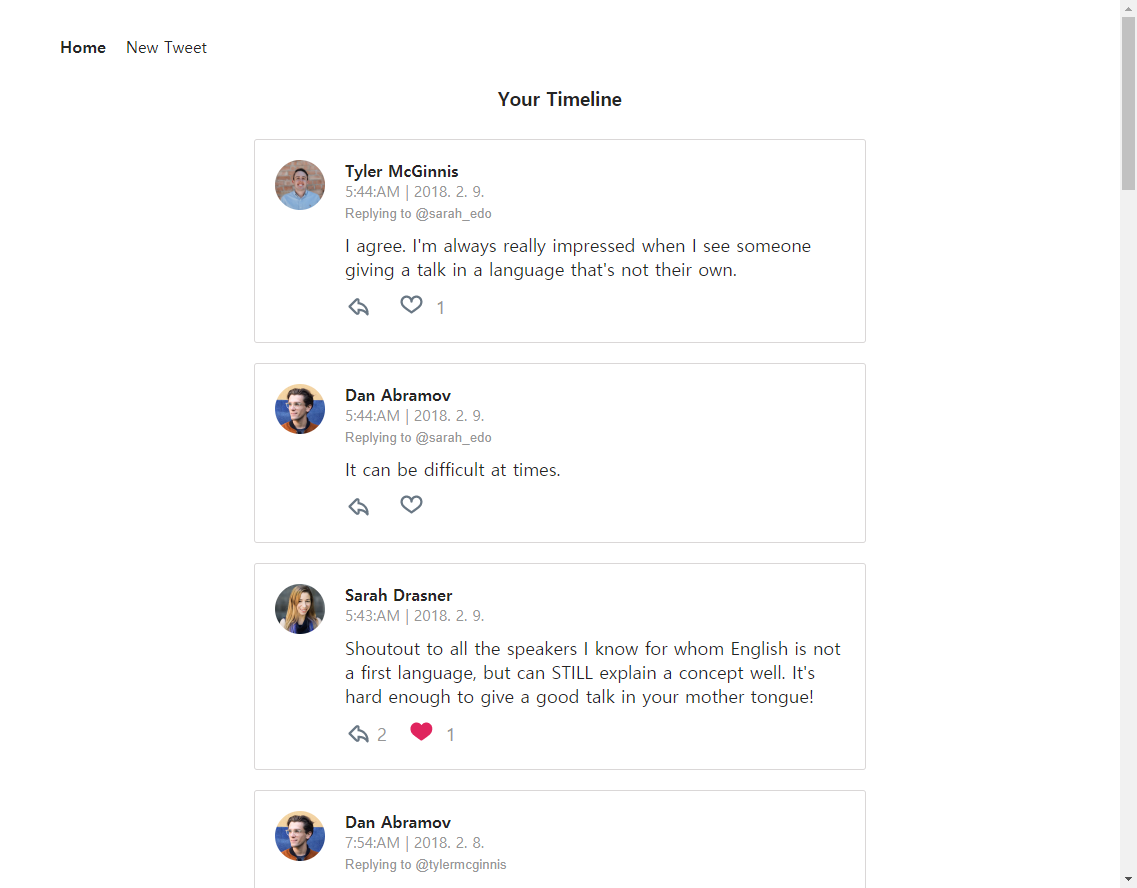 Home New Tweet
Your Timeline
Tyler McGinnis
5:44:AM | 2018. 2. 9.
Replying to @sarah_edo
I agree. I'm always really impressed when I see someone
giving a talk in a language that's not their own.
1
Dan Abramov
5:44:AM | 2018. 2. 9.
Replying to @sarah_edo
It can be difficult at times.
Sarah Drasner
5:43:AM | 2018. 2. 9.
Shoutout to all the speakers I know for whom English is not
a first language, but can STILL explain a concept well. It's
hard enough to give a good talk in your mother tongue!
2 1
Dan Abramov
7:54:AM | 2018. 2. 8.
Replying to @tylermcginnis